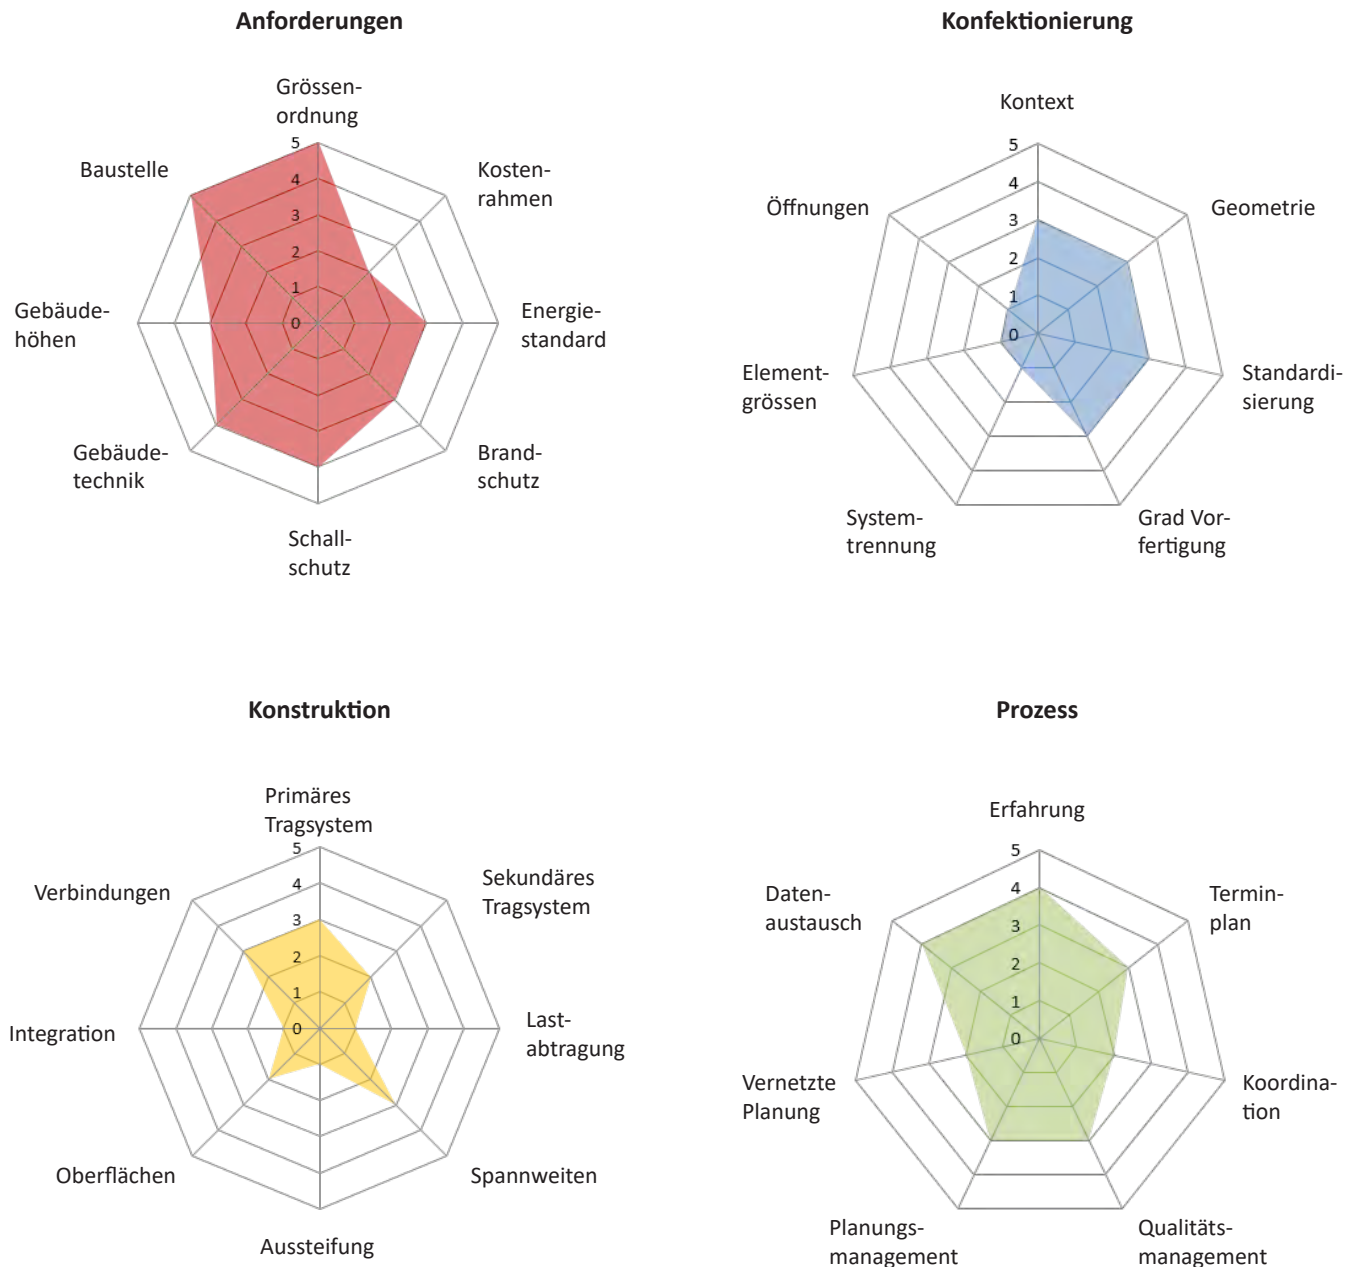 Anforderungen
Grössen-
ordnung
Kosten-
rahmen
Energie-
standard
Brand-
schutz
Schall-
schutz
Gebäude-
technik
Gebäude-
höhen
Baustelle
5
4
3
2
1
0
Konfektionierung
Kontext
Geometrie
Standardi-
sierung
Grad Vor-
fertigung
System-
trennung
Element-
grössen
Öffnungen
5
4
3
2
1
0
Konstruktion
Primäres
Tragsystem
Sekundäres
Tragsystem
Last-
abtragung
Spannweiten
Aussteifung
Oberflächen
Integration
Verbindungen
5
4
3
2
1
0
Prozess
Erfahrung
Termin-
plan
Koordina-
tion
Qualitäts-
management
Planungs-
management
Vernetzte
Planung
Daten-
austausch
5
4
3
2
1
0